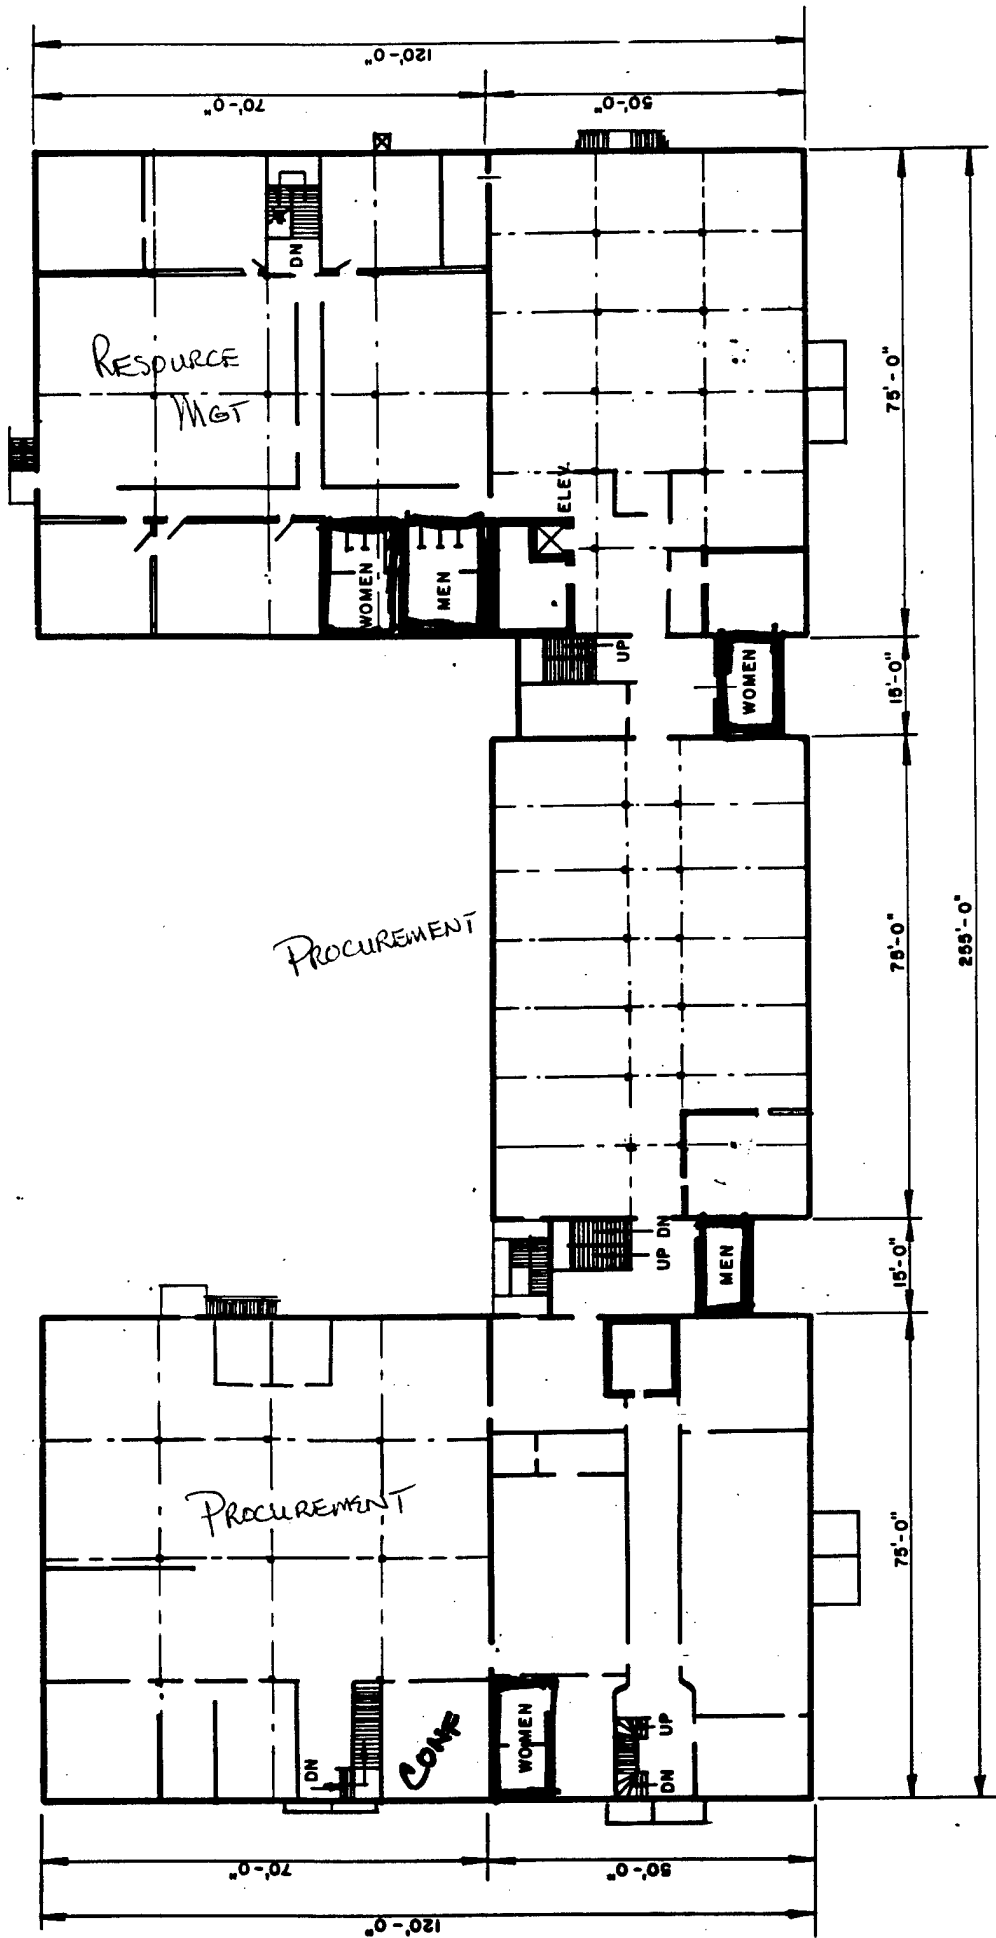 120'-0"
70'-0"
50'-0"
DN
RESOURCE
MGT
75'-0"
ELEV.
WOMEN
MEN
UP
WOMEN
15'-0"
PROCUREMENT
75'-0"
255'-0"
UP DN
MEN
15'-0"
PROCUREMENT
75'-0"
DN
CONF
WOMEN
UP
DN
70'-0"
50'-0"
120'-0"